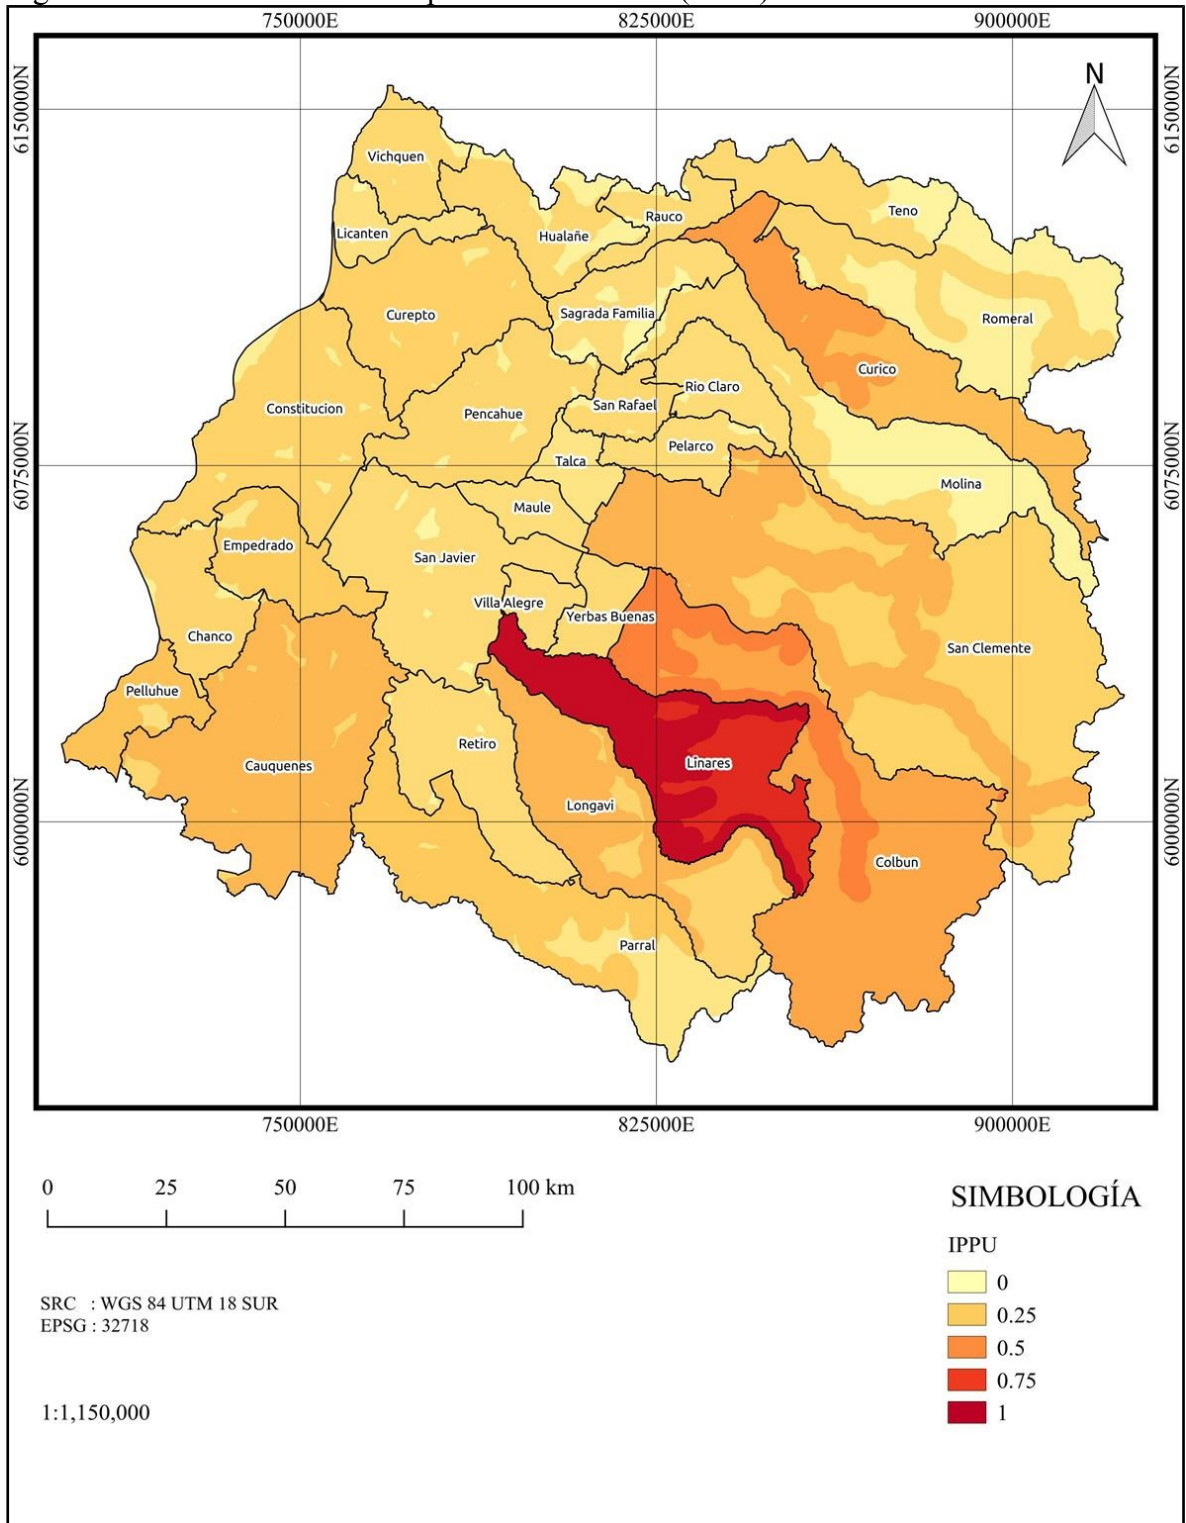 750000E 825000E 900000E
6150000N 6150000N
N
Vichquen
Teno
Rauco
Licanten
Hualañe
Sagrada Familia
Curepto
Romeral
Curico
Rio Claro
San Rafael
Constitucion
Pencahue
Pelarco
Talca
6075000N 6075000N
Molina
Maule
Empedrado
San Javier
Villa Alegre
Yerbas Buenas
Chanco
San Clemente
Pelluhue
Retiro
Linares
Cauquenes
Longavi
6000000N 6000000N
Colbun
Parral
750000E 825000E 900000E
0 25 50 75 100 km
SIMBOLOGÍA
IPPU
0
0.25
0.5
0.75
1
SRC : WGS 84 UTM 18 SUR
EPSG : 32718
1:1,150,000